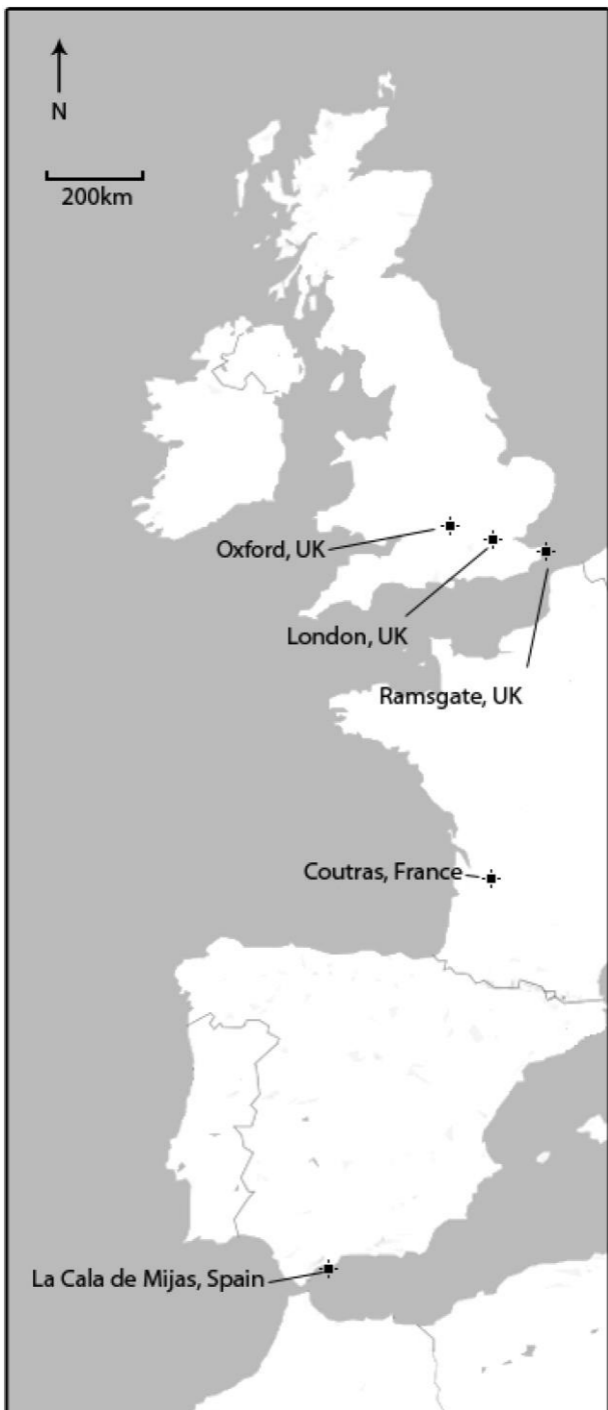 N
200km
Oxford, UK
London, UK
Ramsgate, UK
Coutras, France
La Cala de Mijas, Spain